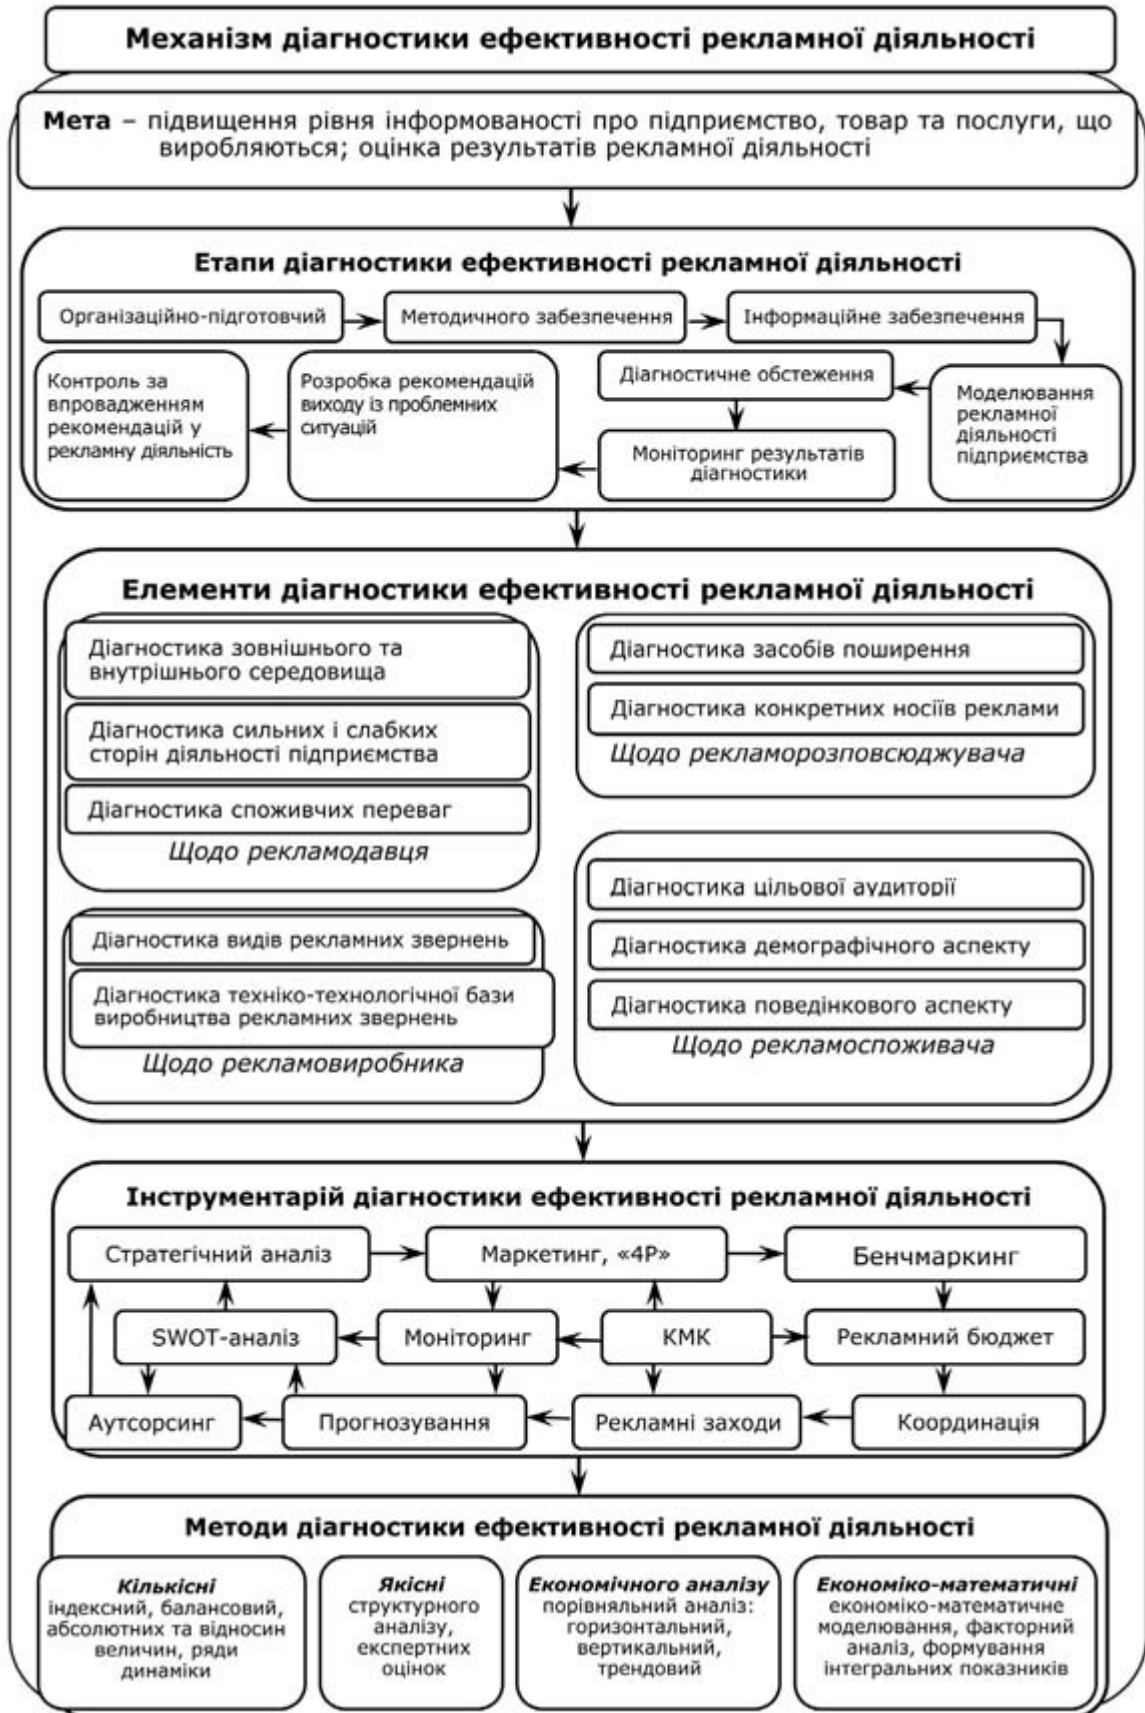 Механізм діагностики ефективності рекламної діяльності
Мета – підвищення рівня інформованості про підприємство, товар та послуги, що
виробляються; оцінка результатів рекламної діяльності
Етапи діагностики ефективності рекламної діяльності
Організаційно-підготовчий
Методичного забезпечення
Інформаційне забезпечення
Контроль за
впровадженням
рекомендацій у
рекламну діяльність
Розробка рекомендацій
виходу із проблемних
ситуацій
Діагностичне обстеження
Моніторинг результатів
діагностики
Моделювання
рекламної
діяльності
підприємства
Елементи діагностики ефективності рекламної діяльності
Діагностика зовнішнього та
внутрішнього середовища
Діагностика сильних і слабких
сторін діяльності підприємства
Діагностика споживчих переваг
Щодо рекламодавця
Діагностика засобів поширення
Діагностика конкретних носіїв реклами
Щодо рекламорозповсюджувача
Діагностика видів рекламних звернень
Діагностика техніко-технологічної бази
виробництва рекламних звернень
Щодо рекламовиробника
Діагностика цільової аудиторії
Діагностика демографічного аспекту
Діагностика поведінкового аспекту
Щодо рекламоспоживача
Інструментарій діагностики ефективності рекламної діяльності
Стратегічний аналіз
Маркетинг, «4Р»
Бенчмаркинг
SWOT-аналіз
Моніторинг
КМК
Рекламний бюджет
Аутсорсинг
Прогнозування
Рекламні заходи
Координація
Методи діагностики ефективності рекламної діяльності
Кількісні
індексний, балансовий,
абсолютних та відносин
величин, ряди
динаміки
Якісні
структурного
аналізу,
експертних
оцінок
Економічного аналізу
порівняльний аналіз:
горизонтальний,
вертикальний,
трендовий
Економіко-математичні
економіко-математичне
моделювання, факторний
аналіз, формування
інтегральних показників